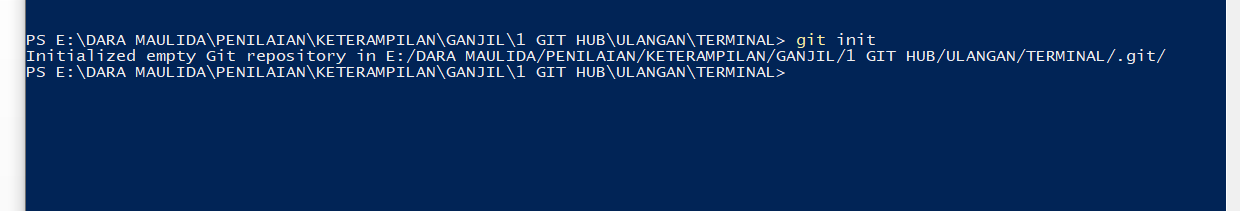 PS E:\DARA MAULIDA\PENILAIAN\KETERAMPILAN\GANJIL\1 GIT HUB\ULANGAN\TERMINAL> git init
Initialized empty Git repository in E:/DARA MAULIDA/PENILAIAN/KETERAMPILAN/GANJIL/1 GIT HUB/ULANGAN/TERMINAL/.git/
PS E:\DARA MAULIDA\PENILAIAN\KETERAMPILAN\GANJIL\1 GIT HUB\ULANGAN\TERMINAL>